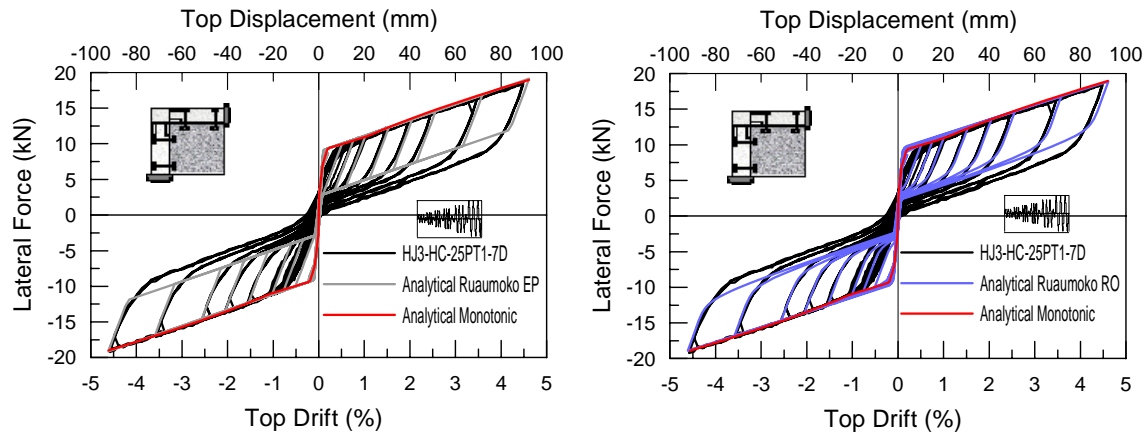 Top Displacement (mm)
-100 -80 -60 -40 -20 0 20 40 60 80 100
20
15
10
5
0
-5
-10
-15
-20
Lateral Force (kN)
HJ3-HC-25PT1-7D
Analytical Ruaumoko EP
Analytical Monotonic
-5 -4 -3 -2 -1 0 1 2 3 4 5
Top Drift (%)
Top Displacement (mm)
-100 -80 -60 -40 -20 0 20 40 60 80 100
20
15
10
5
0
-5
-10
-15
-20
Lateral Force (kN)
HJ3-HC-25PT1-7D
Analytical Ruaumoko RO
Analytical Monotonic
-5 -4 -3 -2 -1 0 1 2 3 4 5
Top Drift (%)